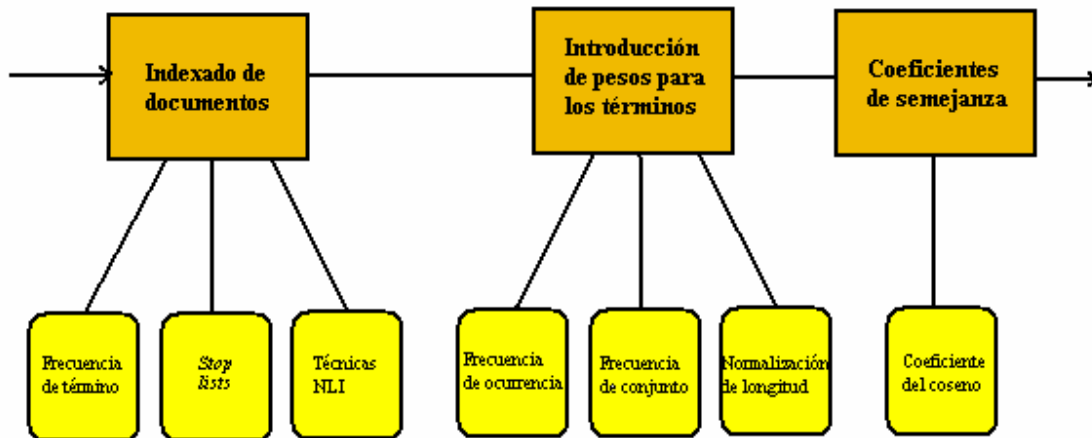 Indexado de
documentos
Introducción
de pesos para
los términos
Coeficientes
de semejanza
Frecuencia
de término
Stop
lists
Técnicas
NLI
Frecuencia
de ocurrencia
Frecuencia
de conjunto
Normalización
de longitud
Coeficiente
del coseno